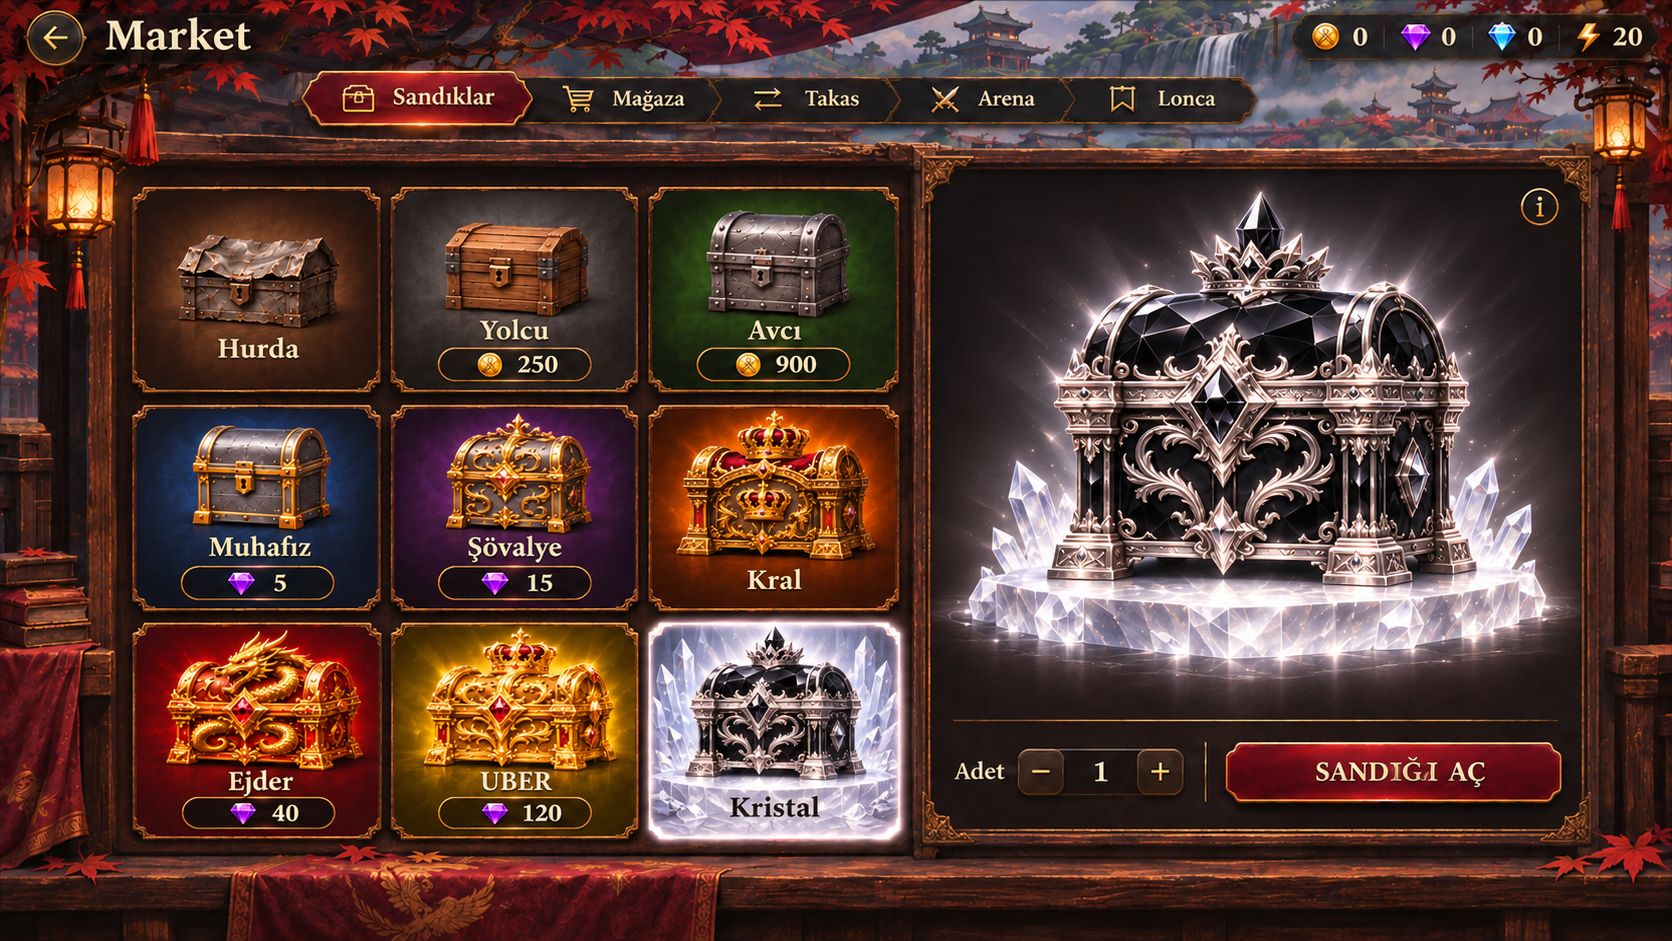 Market
0 0 0 20
Sandıklar Mağaza Takas Arena Lonca
Hurda
Yolcu
250
Avcı
900
Muhafız
5
Şövalye
15
Kral
Ejder
40
UBER
120
Kristal
i
Adet − 1 +
SANDIĞI AÇ